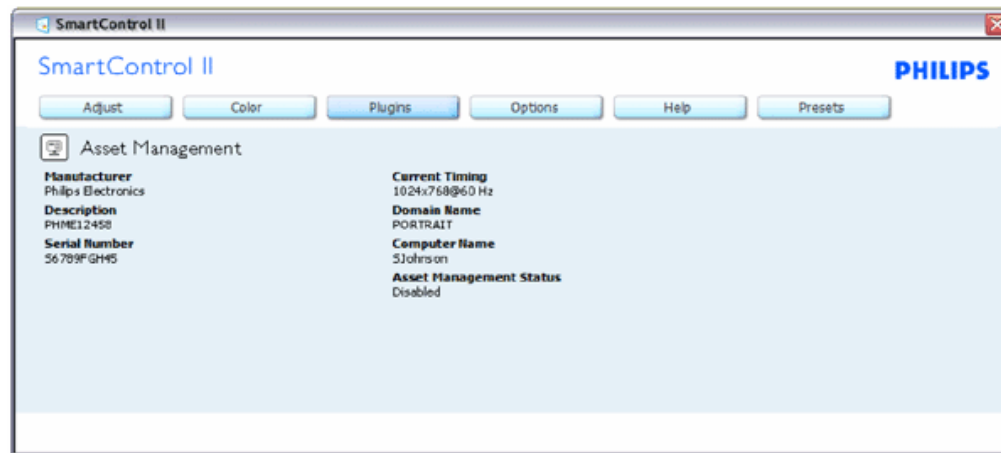 SmartControl II
SmartControl II
PHILIPS
Adjust Color Plugins Options Help Presets
Asset Management
Manufacturer
Philips Electronics
Description
PHME12458
Serial Number
56789FGH45
Current Timing
1024x768@60 Hz
Domain Name
PORTRAIT
Computer Name
SJohnson
Asset Management Status
Disabled